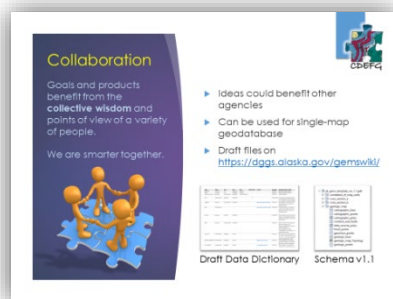 CDEFG
Collaboration
Goals and products
benefit from the
collective wisdom and
points of view of a variety
of people.
We are smarter together.
Ideas could benefit other
agencies
Can be used for single-map
geodatabase
Draft files on
https://dggs.alaska.gov/gemswiki/
Draft Data Dictionary
Schema v1.1